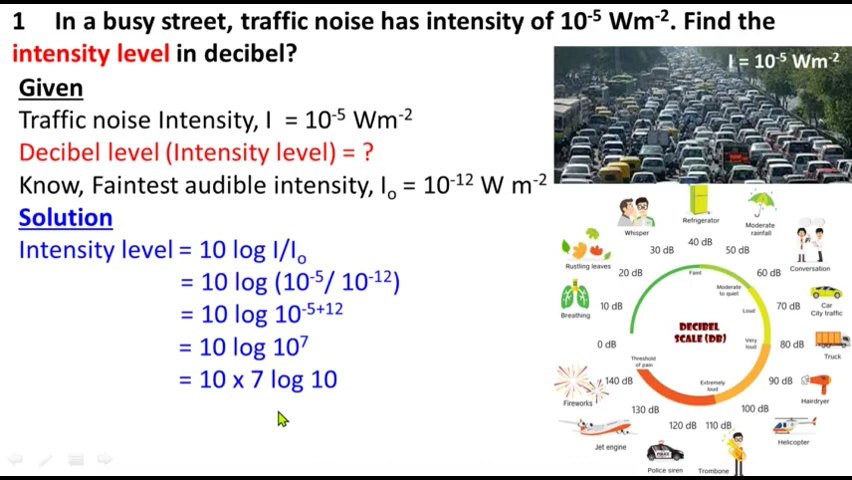 1 In a busy street, traffic noise has intensity of 10⁻⁵ Wm⁻². Find the
intensity level in decibel?
I = 10⁻⁵ Wm⁻²
Given
Traffic noise Intensity, I = 10⁻⁵ Wm⁻²
Decibel level (Intensity level) = ?
Know, Faintest audible intensity, Iₒ = 10⁻¹² W m⁻²
Solution
Intensity level = 10 log I/Iₒ
= 10 log (10⁻⁵/ 10⁻¹²)
= 10 log 10⁻⁵⁺¹²
= 10 log 10⁷
= 10 x 7 log 10
DECIBEL
SCALE (DB)
0 dB
10 dB
Breathing
20 dB
Rustling leaves
30 dB
Whisper
40 dB
Refrigerator
50 dB
Moderate
rainfall
60 dB
Conversation
70 dB
Car
City traffic
80 dB
Truck
90 dB
Hairdryer
100 dB
Helicopter
110 dB
Trombone
120 dB
Police siren
POLICE
130 dB
Jet engine
140 dB
Fireworks
Faint
Moderate
to quiet
Loud
Very
loud
Extremely
loud
Threshold
of pain